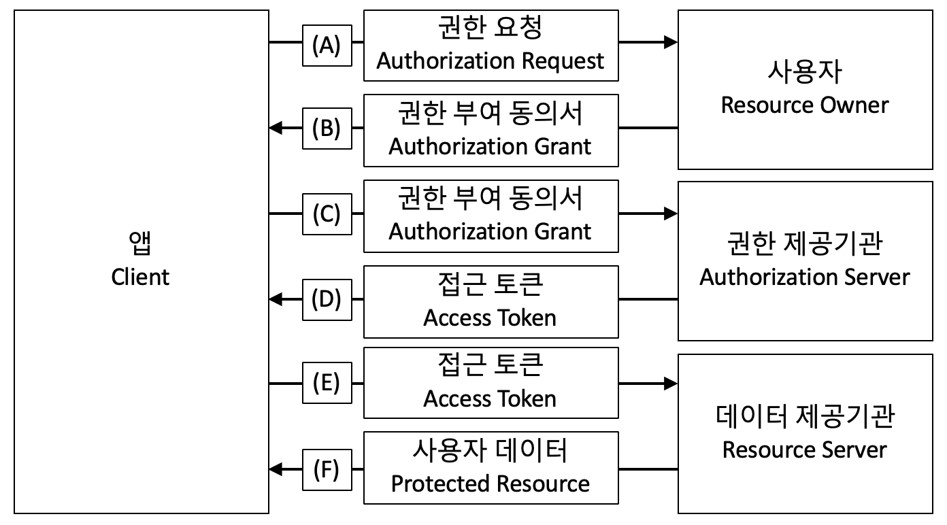 앱
Client
(A)
권한 요청
Authorization Request
사용자
Resource Owner
(B)
권한 부여 동의서
Authorization Grant
(C)
권한 부여 동의서
Authorization Grant
권한 제공기관
Authorization Server
(D)
접근 토큰
Access Token
(E)
접근 토큰
Access Token
데이터 제공기관
Resource Server
(F)
사용자 데이터
Protected Resource